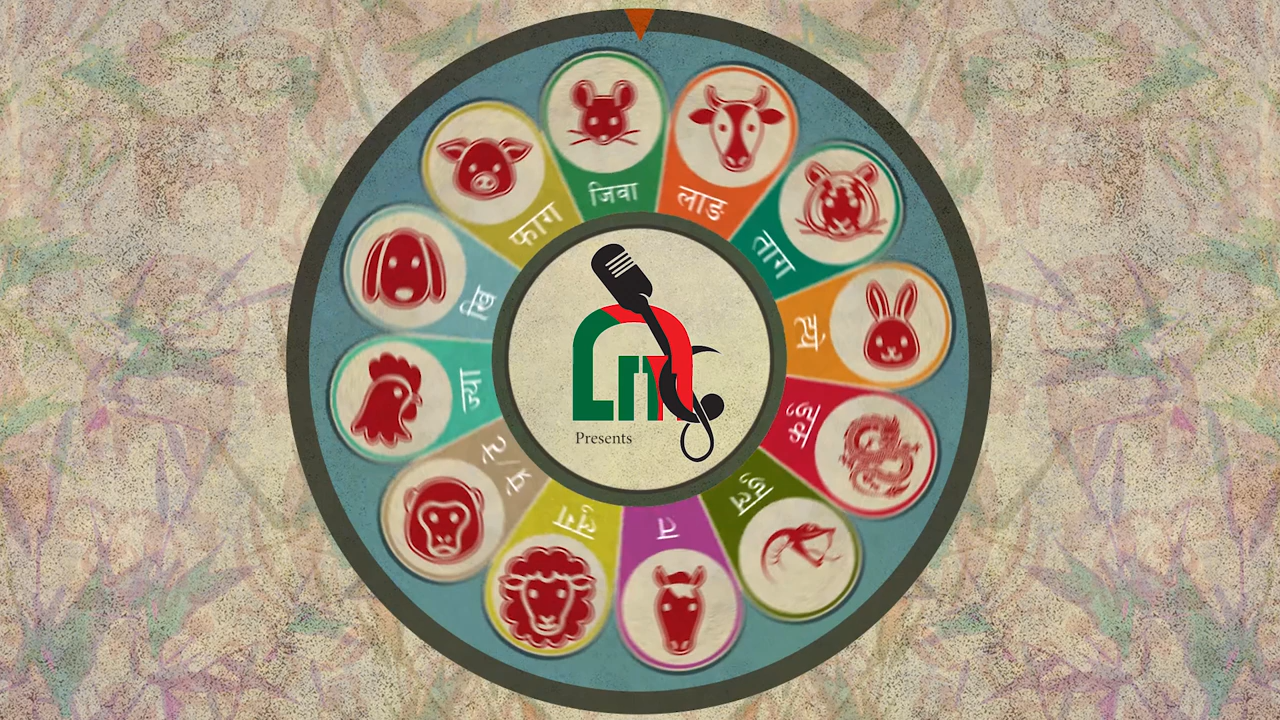 जिवा
लाङ
ताग
डुक
डुल
त
लुग
ज्या
खि
फाग
Presents